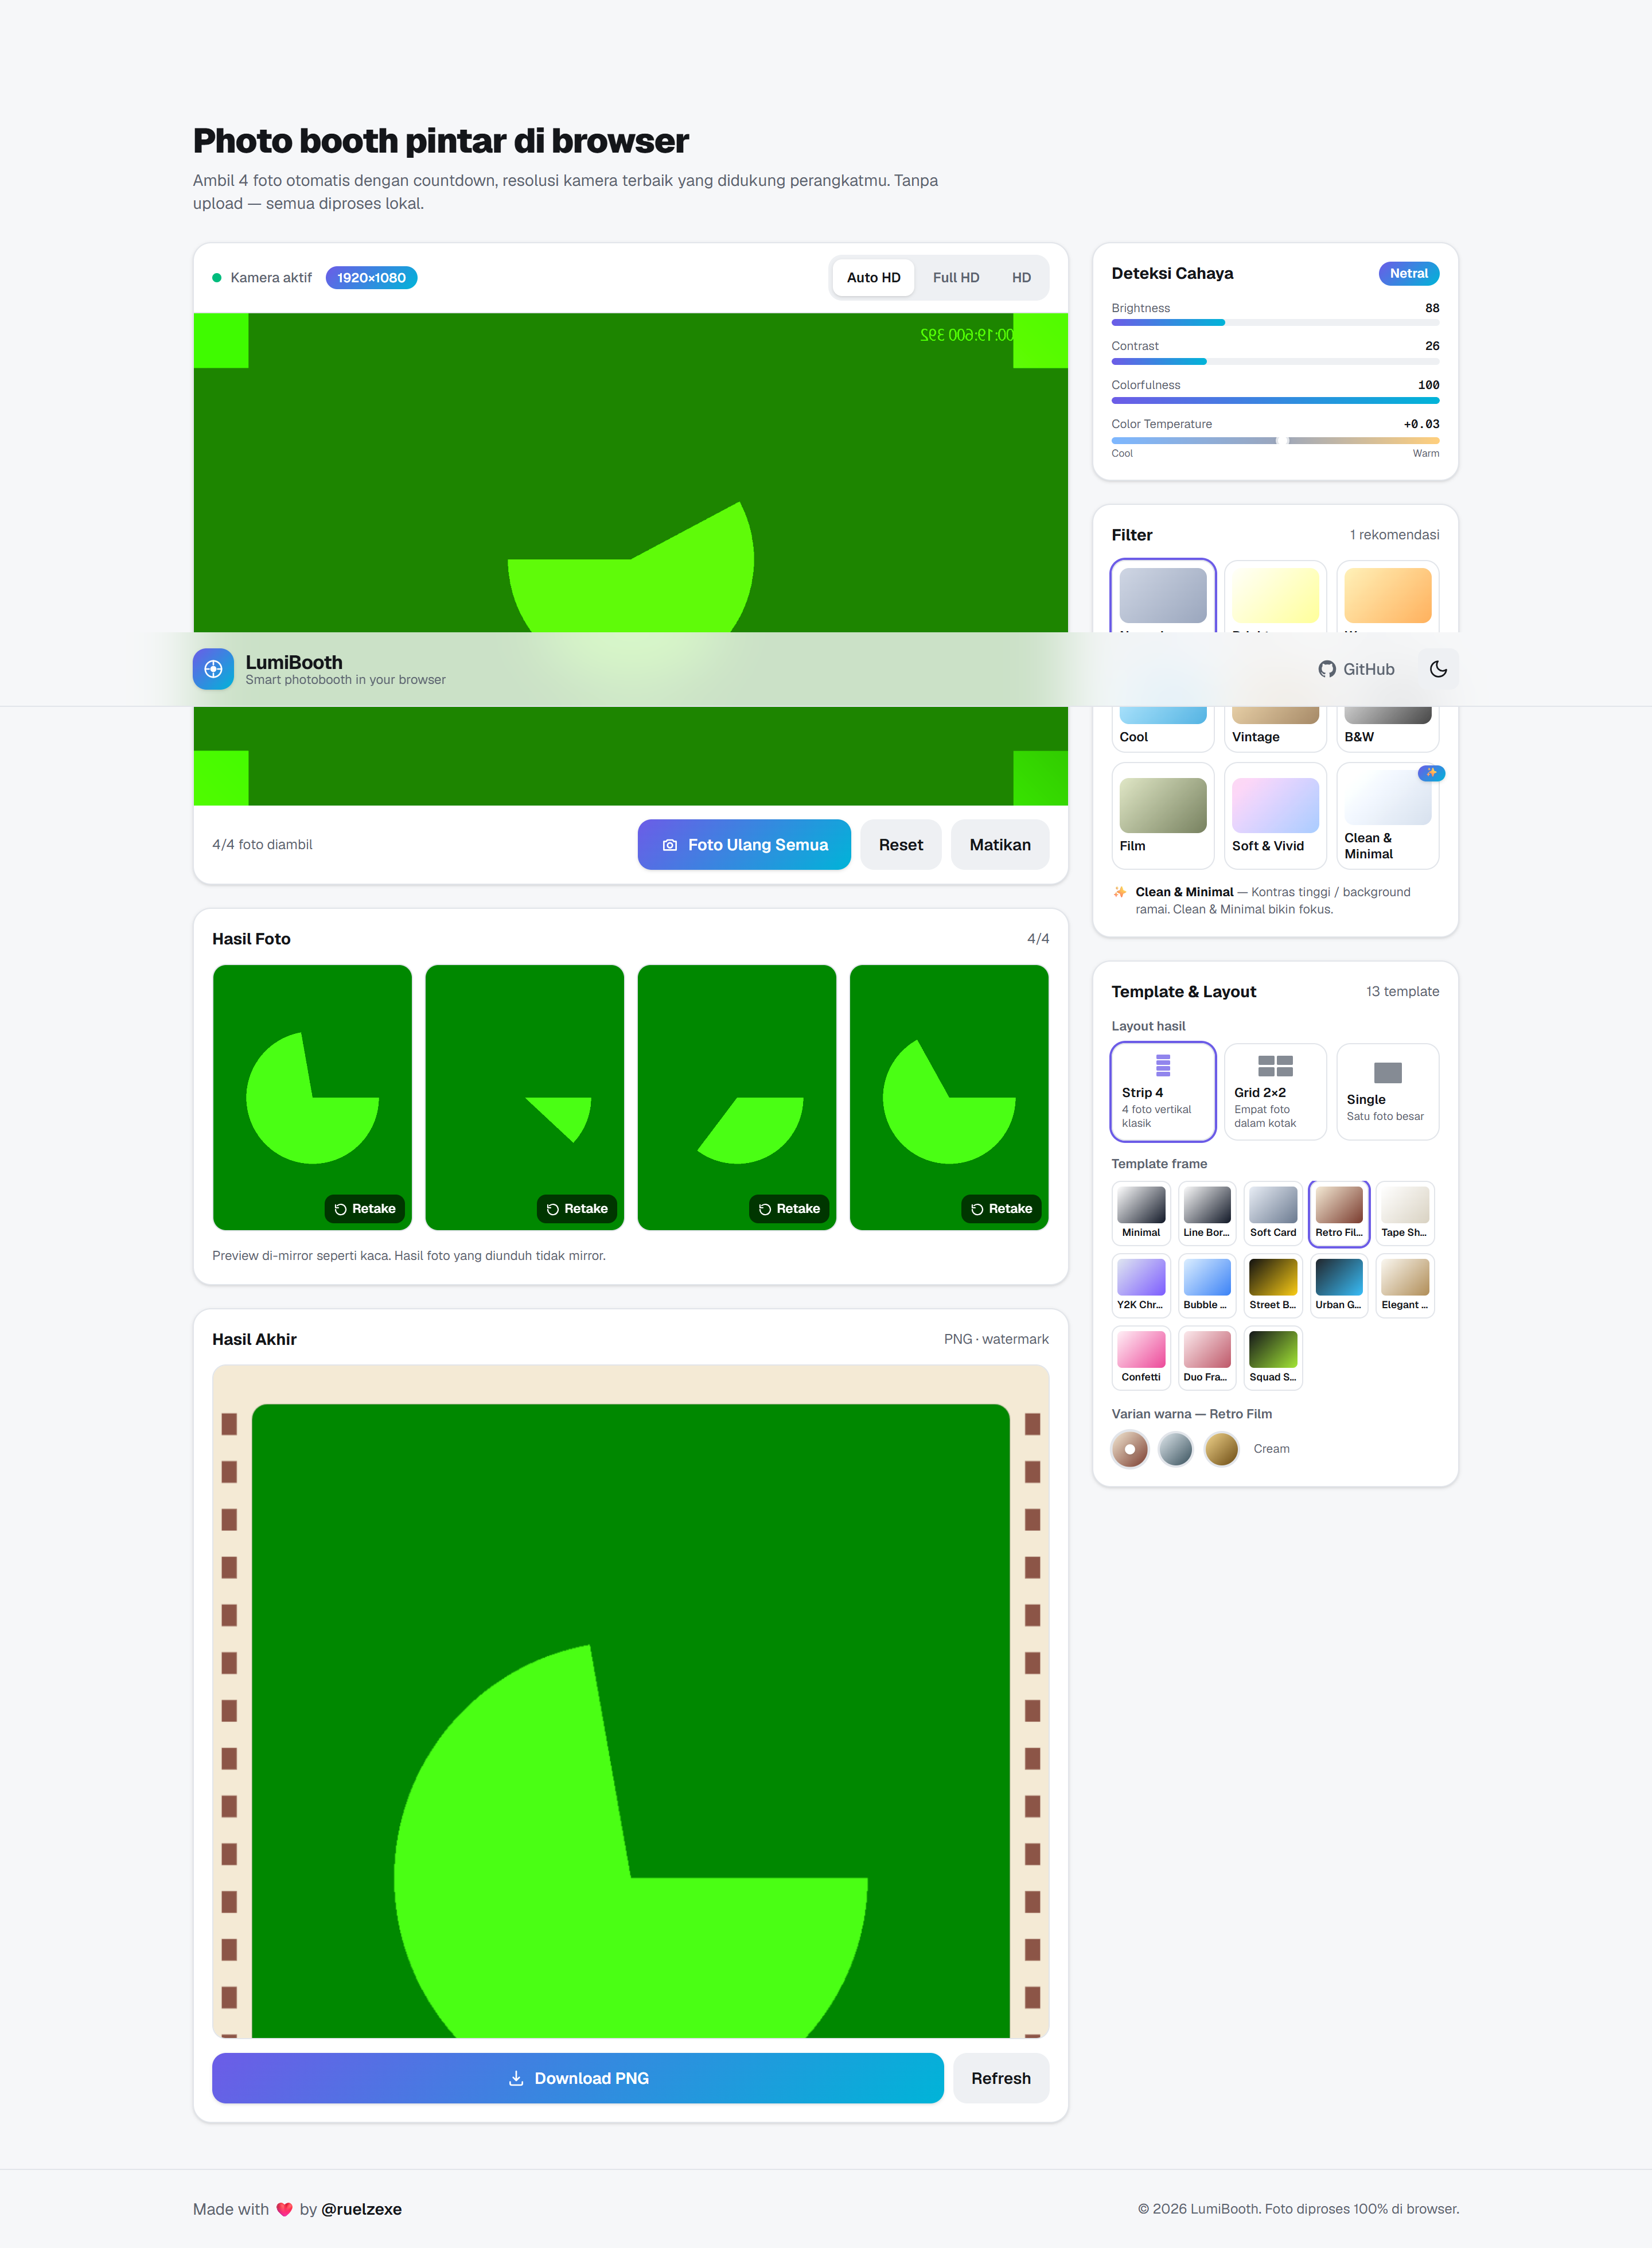 Photo booth pintar di browser
Ambil 4 foto otomatis dengan countdown, resolusi kamera terbaik yang didukung perangkatmu. Tanpa
upload — semua diproses lokal.
Kamera aktif
1920×1080
Auto HD
Full HD
HD
00:19:600 392
LumiBooth
Smart photobooth in your browser
GitHub
4/4 foto diambil
Foto Ulang Semua
Reset
Matikan
Hasil Foto
4/4
Retake
Retake
Retake
Retake
Preview di-mirror seperti kaca. Hasil foto yang diunduh tidak mirror.
Hasil Akhir
PNG · watermark
Download PNG
Refresh
Deteksi Cahaya
Netral
Brightness
88
Contrast
26
Colorfulness
100
Color Temperature
+0.03
Cool
Warm
Filter
1 rekomendasi
Cool
Vintage
B&W
Film
Soft & Vivid
Clean &
Minimal
✨ Clean & Minimal — Kontras tinggi / background
ramai. Clean & Minimal bikin fokus.
Template & Layout
13 template
Layout hasil
Strip 4
4 foto vertikal
klasik
Grid 2×2
Empat foto
dalam kotak
Single
Satu foto besar
Template frame
Minimal
Line Bor...
Soft Card
Retro Fil...
Tape Sh...
Y2K Chr...
Bubble ...
Street B...
Urban G...
Elegant ...
Confetti
Duo Fra...
Squad S...
Varian warna — Retro Film
Cream
Made with ❤️ by @ruelzexe
© 2026 LumiBooth. Foto diproses 100% di browser.